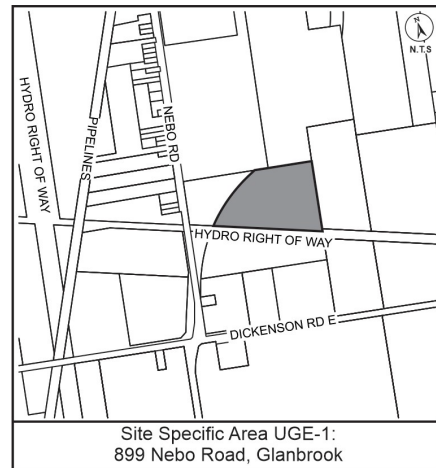 N
N.T.S
HYDRO RIGHT OF WAY
PIPELINES
NEBO RD
HYDRO RIGHT OF WAY
DICKENSON RD E
Site Specific Area UGE-1:
899 Nebo Road, Glanbrook